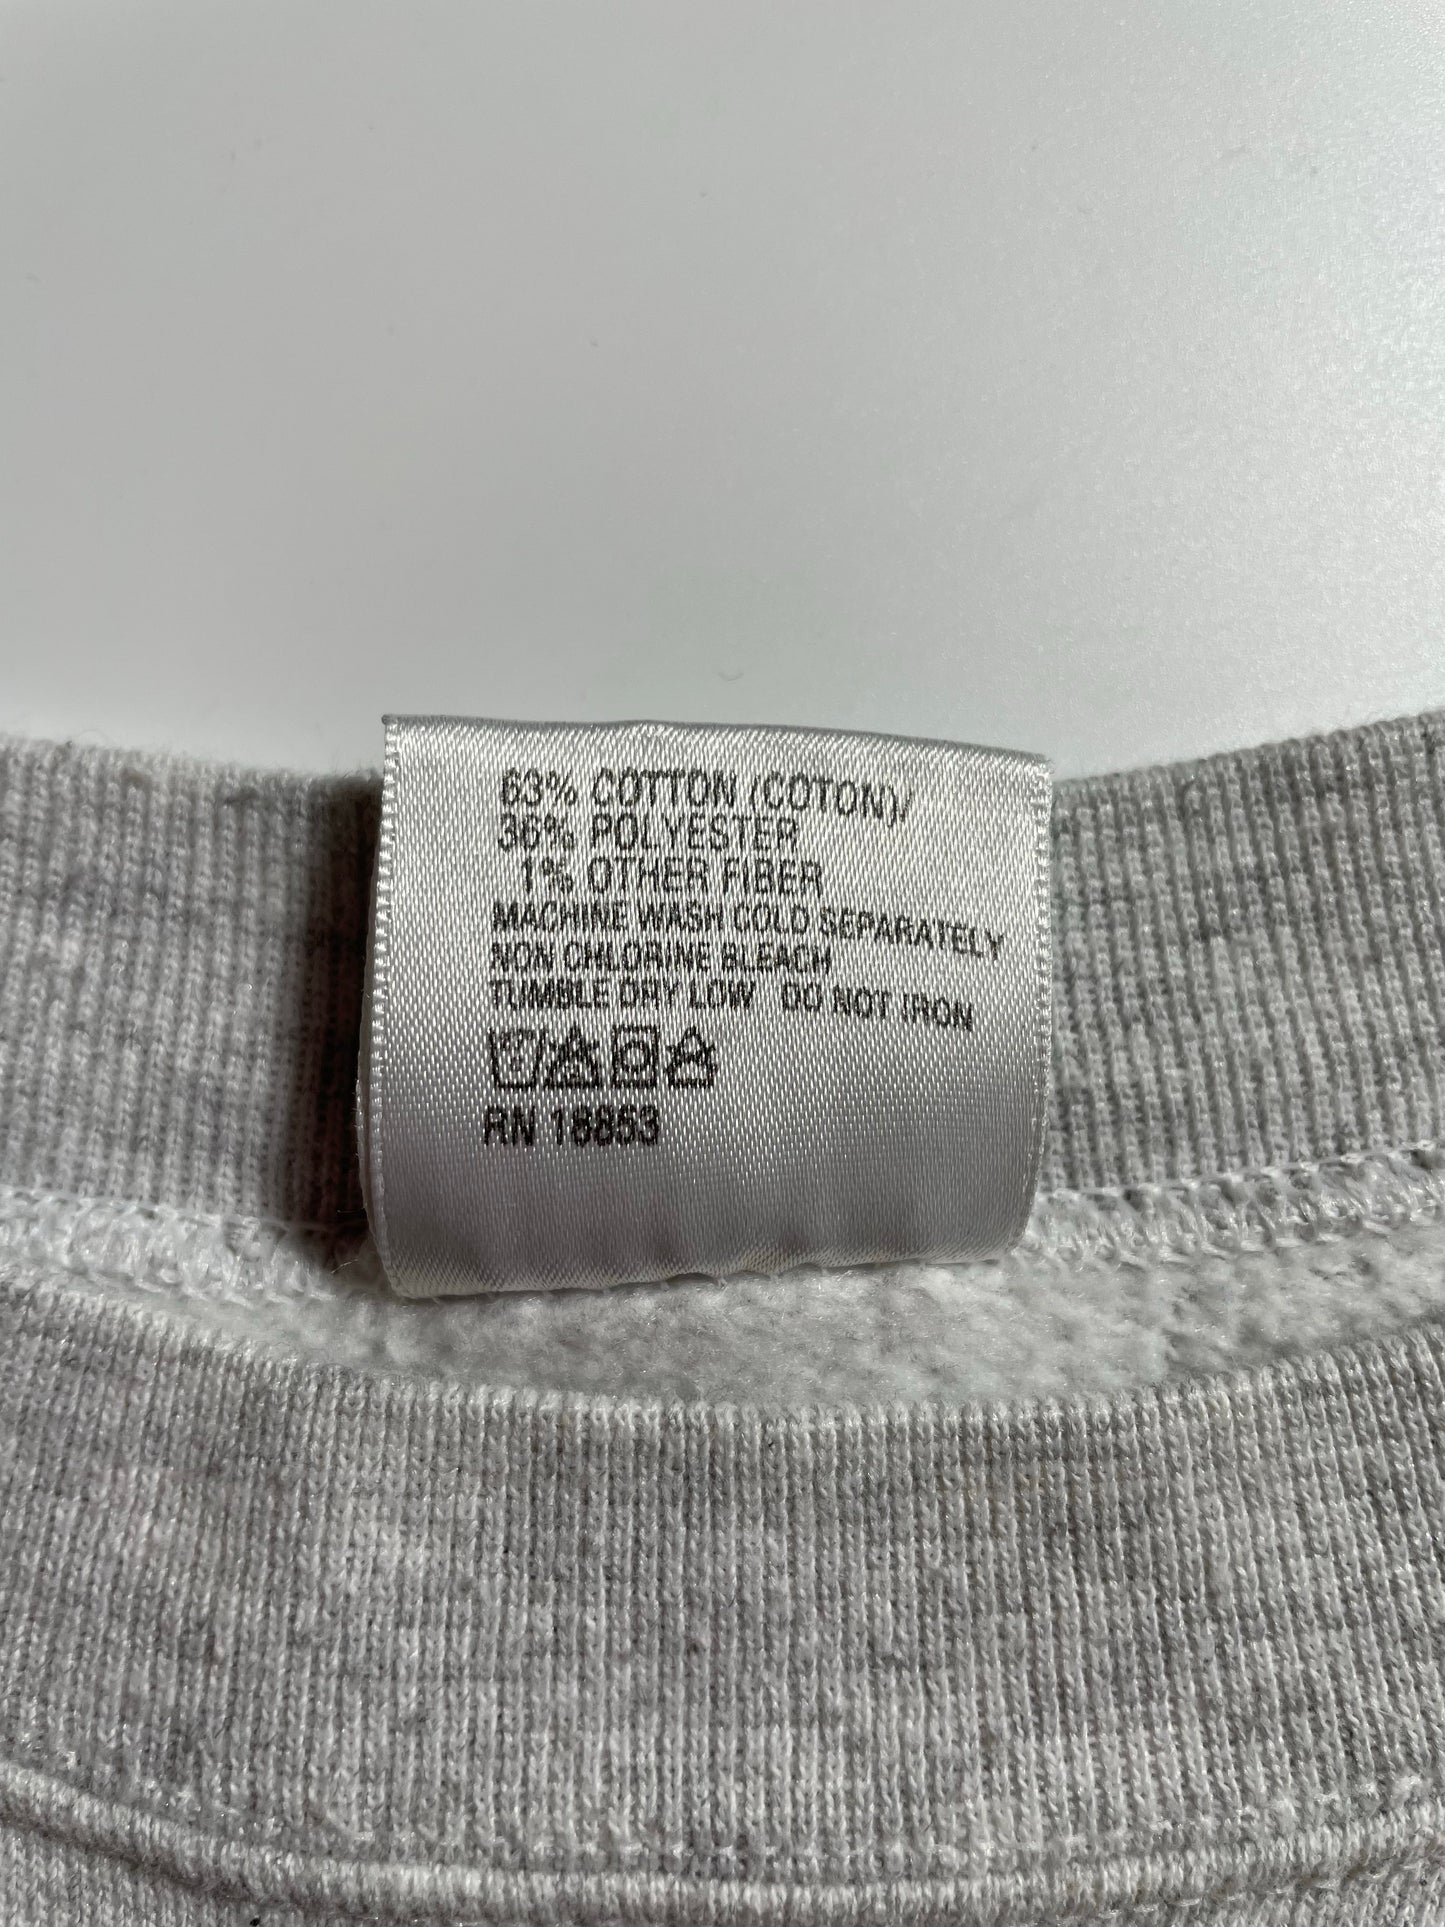 63% COTTON (COTON)/
36% POLYESTER
1% OTHER FIBER
MACHINE WASH COLD SEPARATELY
NON CHLORINE BLEACH
TUMBLE DRY LOW DO NOT IRON
RN 18853